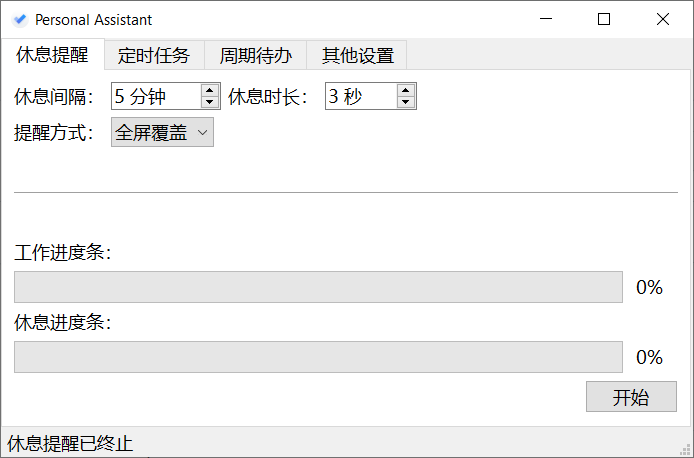 Personal Assistant
休息提醒 定时任务 周期待办 其他设置
休息间隔： 5 分钟 休息时长： 3 秒
提醒方式： 全屏覆盖
工作进度条：
0%
休息进度条：
0%
开始
休息提醒已终止